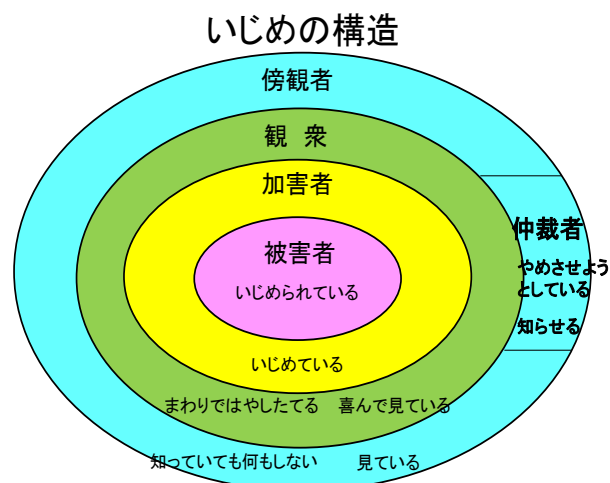 いじめの構造
傍観者
観 衆
加害者
被害者
いじめられている
いじめている
まわりではやしたてる 喜んで見ている
知っていても何もしない 見ている
仲裁者
やめさせよう
としている
知らせる